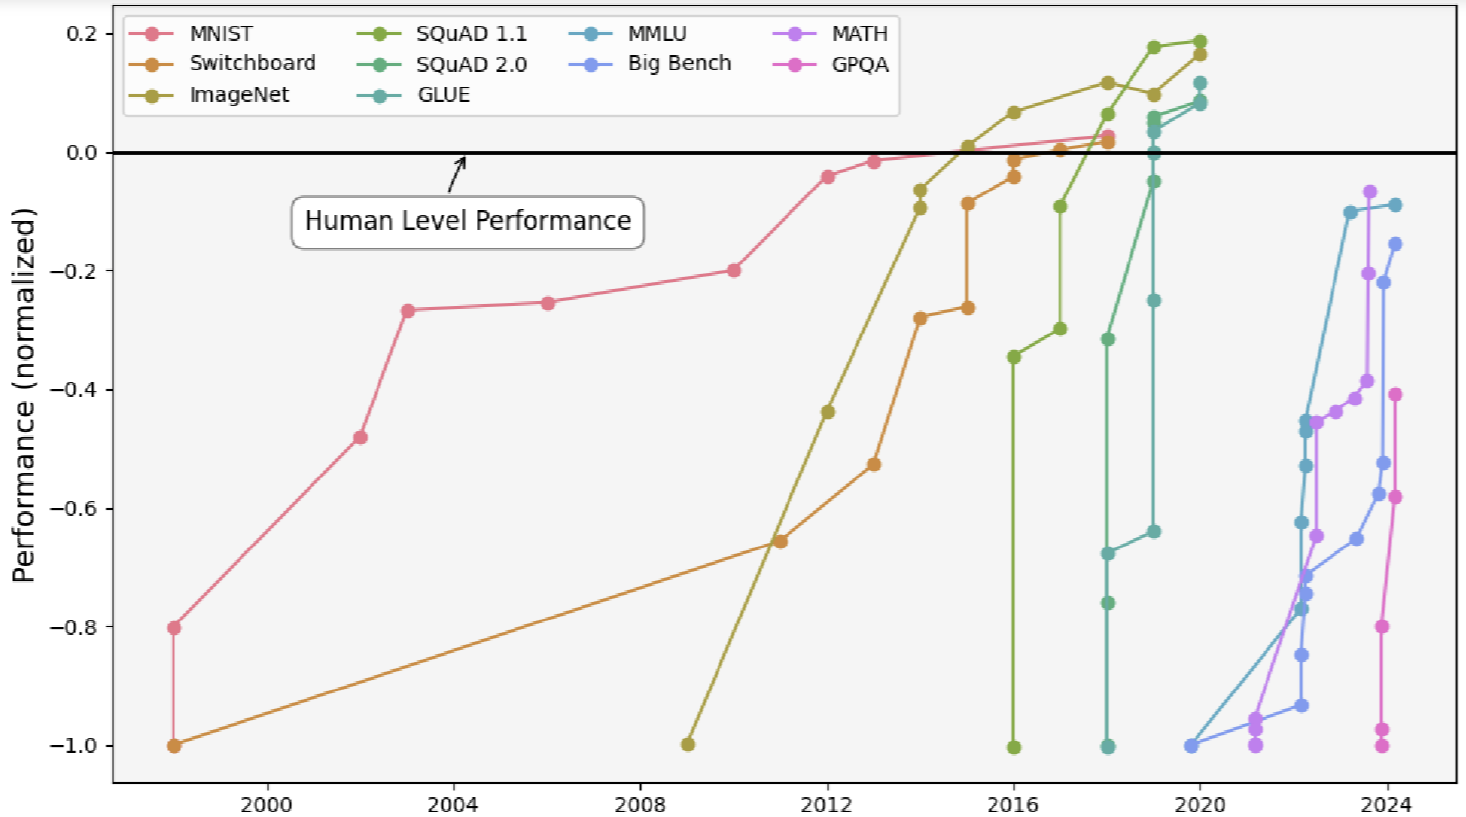 MNIST
Switchboard
ImageNet
SQuAD 1.1
SQuAD 2.0
GLUE
MMLU
Big Bench
MATH
GPQA
Human Level Performance
Performance (normalized)
0.2
0.0
−0.2
−0.4
−0.6
−0.8
−1.0
2000 2004 2008 2012 2016 2020 2024